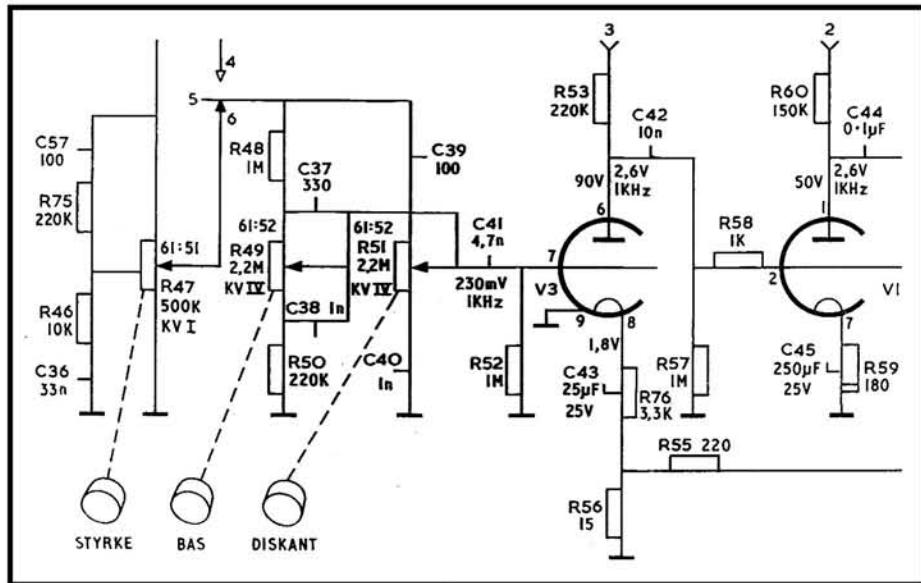 3
2
4
5
6
R53
220K
R60
150K
C42
10n
C44
0·1µF
C57
100
R48
1M
C37
330
C39
100
90V
2,6V
1KHz
50V
2,6V
1KHz
R75
220K
6
1
61:51
61:52
R49
2,2M
KV IV
61:52
R51
2,2M
KV IV
C41
4,7n
7
R58
1K
2
V1
R47
500K
KV I
230mV
1KHz
V3
9
8
7
C38 1n
R46
10K
R50
220K
C40
1n
1,8V
R52
1M
C43
25µF
25V
R76
3,3K
R57
1M
C45
250µF
25V
R59
180
C36
33n
R55 220
R56
15
STYRKE
BAS
DISKANT